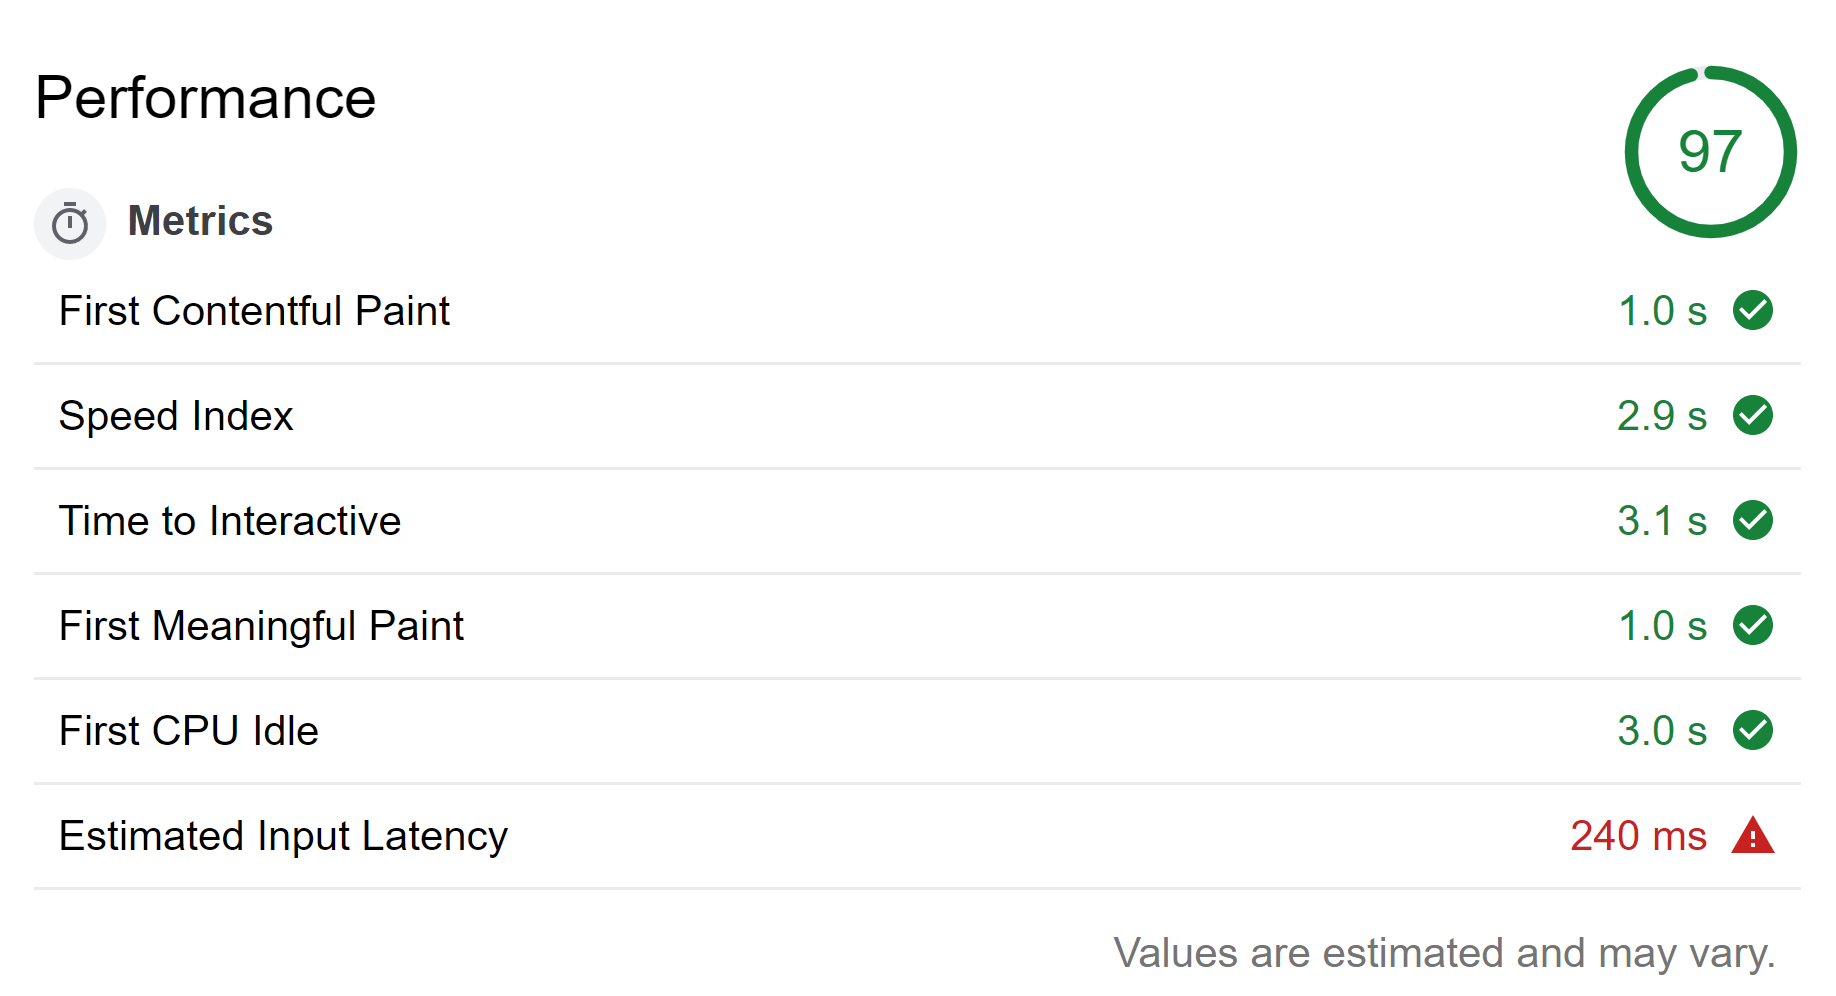 Performance
97
Metrics
First Contentful Paint 1.0 s
Speed Index 2.9 s
Time to Interactive 3.1 s
First Meaningful Paint 1.0 s
First CPU Idle 3.0 s
Estimated Input Latency 240 ms
Values are estimated and may vary.